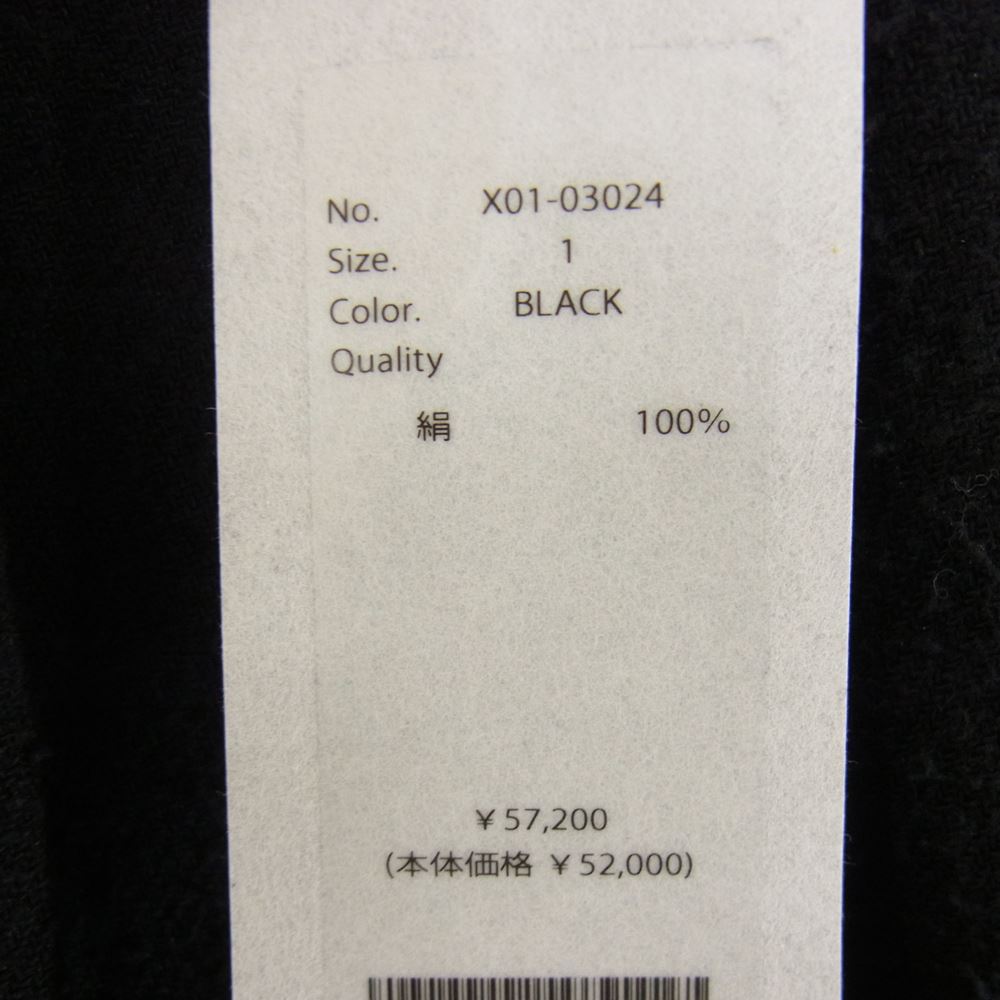 No. X01-03024
Size. 1
Color. BLACK
Quality
絹 100%
¥57,200
(本体価格 ¥52,000)